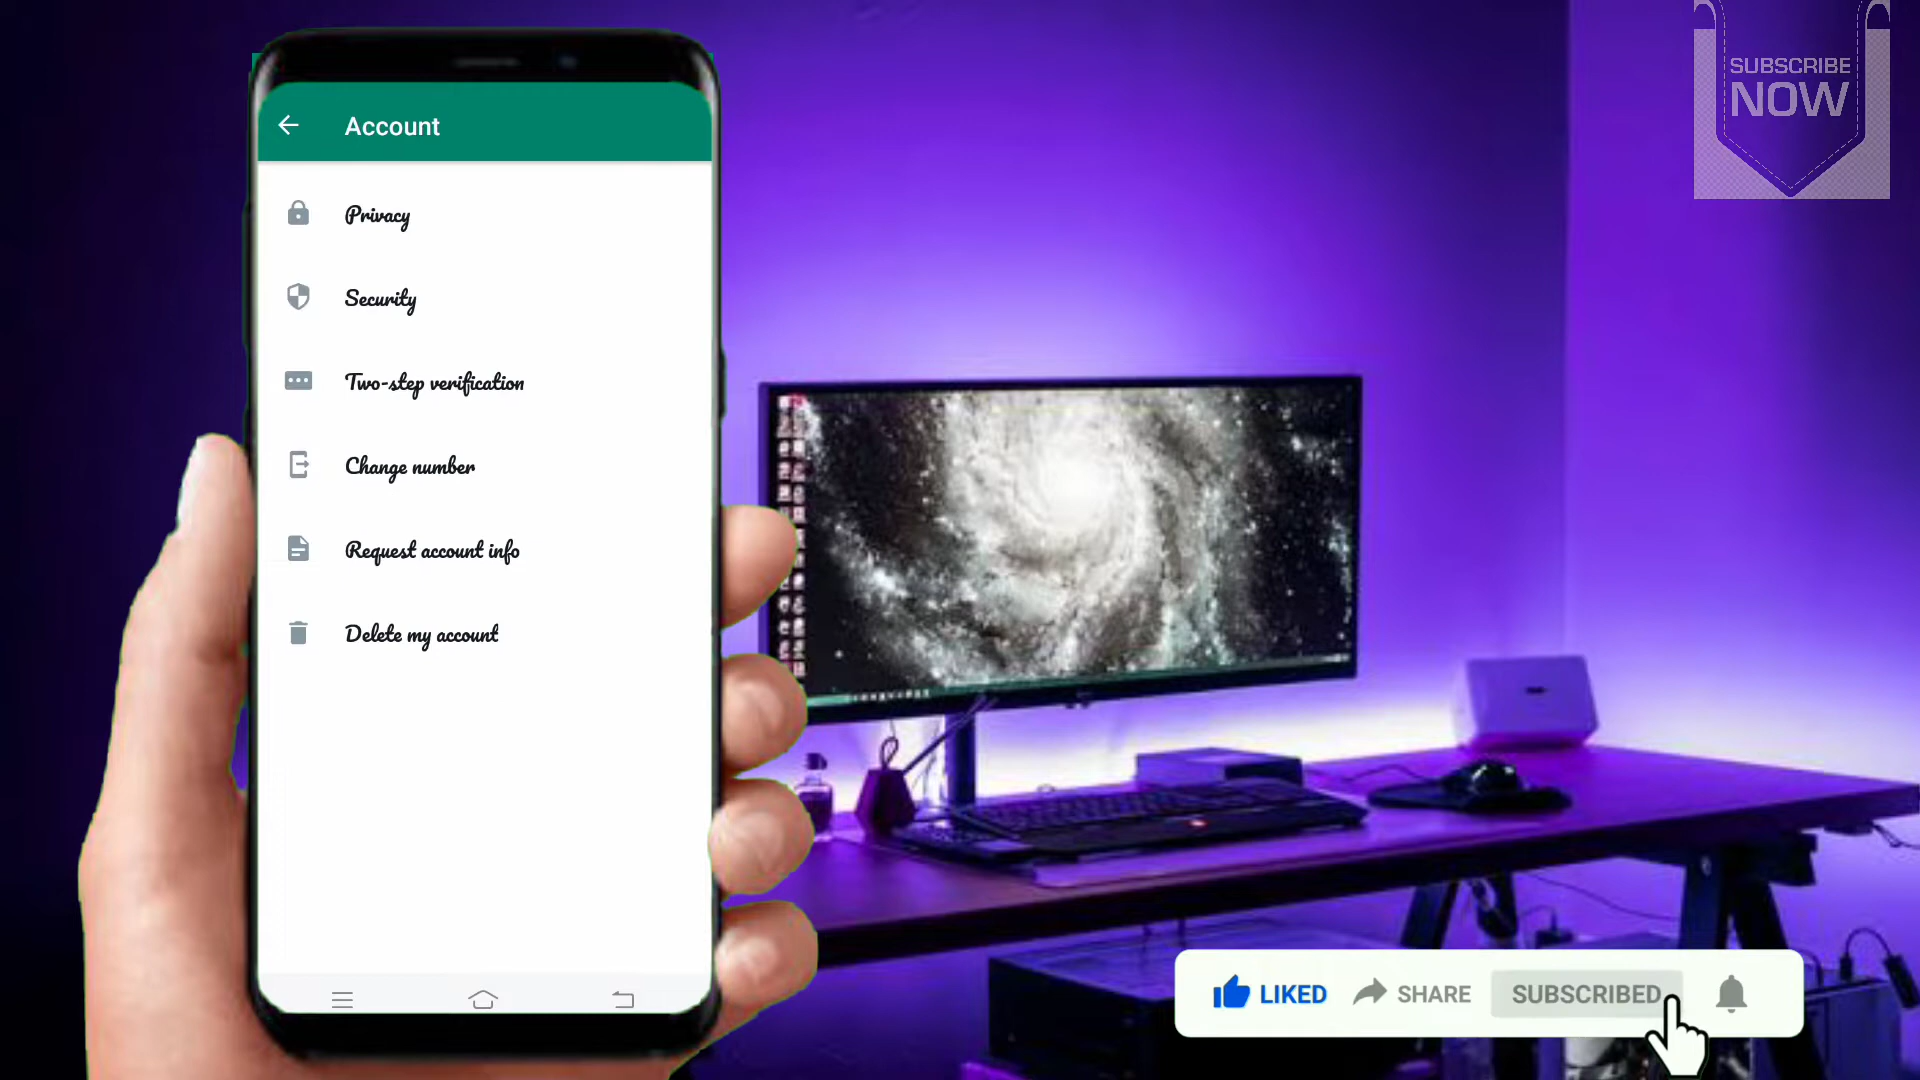 Account
Privacy
Security
Two-step verification
Change number
Request account info
Delete my account
SUBSCRIBE
NOW
LIKED
SHARE
SUBSCRIBED